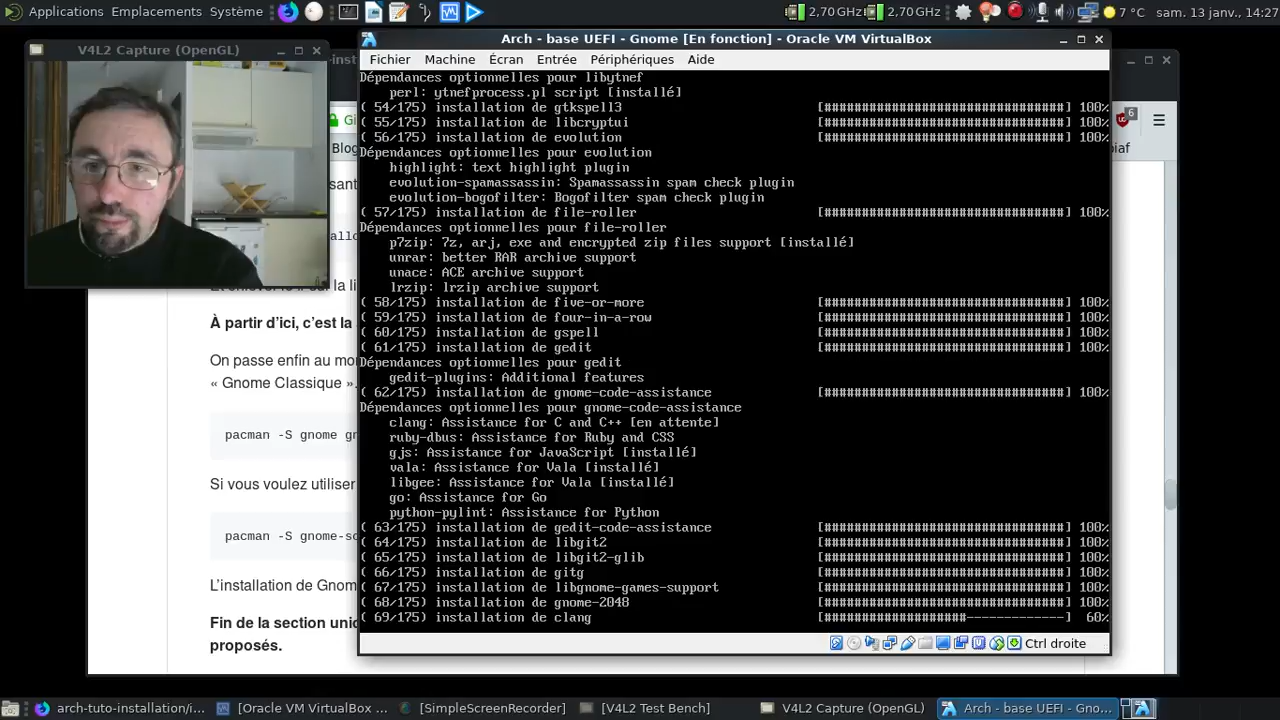 Applications Emplacements Système
2,70 GHz 2,70 GHz
7 °C sam. 13 janv., 14:27
V4L2 Capture (OpenGL)
Arch - base UEFI - Gnome [En fonction] - Oracle VM VirtualBox
Fichier Machine Écran Entrée Périphériques Aide
Dépendances optionnelles pour libytnef
perl: ytnefprocess.pl script [installé]
( 54/175) installation de gtkspell3 [################################] 100%
( 55/175) installation de libcryptui [################################] 100%
( 56/175) installation de evolution [################################] 100%
Dépendances optionnelles pour evolution
highlight: text highlight plugin
evolution-spamassassin: Spamassassin spam check plugin
evolution-bogofilter: Bogofilter spam check plugin
( 57/175) installation de file-roller [################################] 100%
Dépendances optionnelles pour file-roller
p7zip: 7z, arj, exe and encrypted zip files support [installé]
unrar: better RAR archive support
unace: ACE archive support
lrzip: lrzip archive support
( 58/175) installation de five-or-more [################################] 100%
( 59/175) installation de four-in-a-row [################################] 100%
( 60/175) installation de gspell [################################] 100%
( 61/175) installation de gedit [################################] 100%
Dépendances optionnelles pour gedit
gedit-plugins: Additional features
( 62/175) installation de gnome-code-assistance [################################] 100%
Dépendances optionnelles pour gnome-code-assistance
clang: Assistance for C and C++ [en attente]
ruby-dbus: Assistance for Ruby and CSS
gjs: Assistance for JavaScript [installé]
vala: Assistance for Vala [installé]
libgee: Assistance for Vala [installé]
go: Assistance for Go
python-pylint: Assistance for Python
( 63/175) installation de gedit-code-assistance [################################] 100%
( 64/175) installation de libgit2 [################################] 100%
( 65/175) installation de libgit2-glib [################################] 100%
( 66/175) installation de gitg [################################] 100%
( 67/175) installation de libgnome-games-support [################################] 100%
( 68/175) installation de gnome-2048 [################################] 100%
( 69/175) installation de clang [###################-------------] 60%
Ctrl droite
Gi
6
Blog
iaf
À partir d’ici, c’est la
On passe enfin au mo
« Gnome Classique »
pacman -S gnome gn
Si vous voulez utiliser
pacman -S gnome-so
L’installation de Gnome
Fin de la section uniq
proposés.
arch-tuto-installation/i... [Oracle VM VirtualBox ... [SimpleScreenRecorder] [V4L2 Test Bench] V4L2 Capture (OpenGL) Arch - base UEFI - Gno...